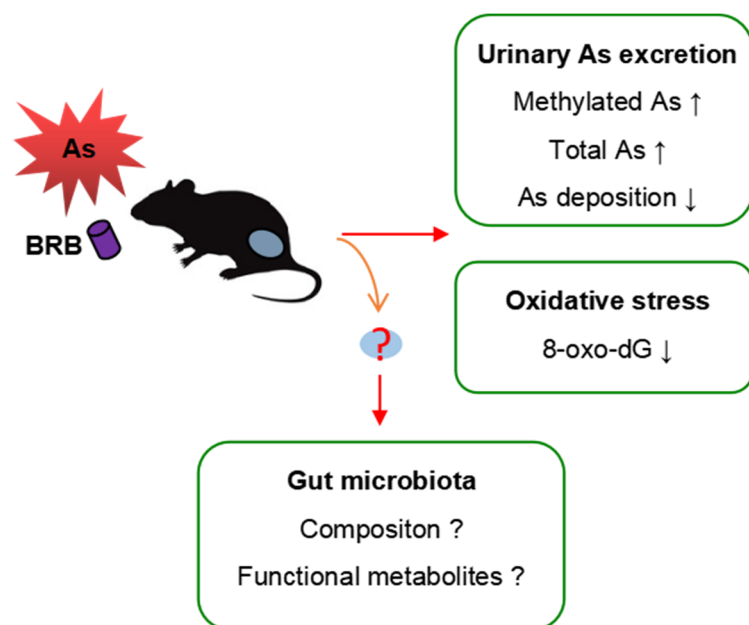 Urinary As excretion
Methylated As ↑
Total As ↑
As deposition ↓
As
BRB
Oxidative stress
8-oxo-dG ↓
?
Gut microbiota
Compositon ?
Functional metabolites ?